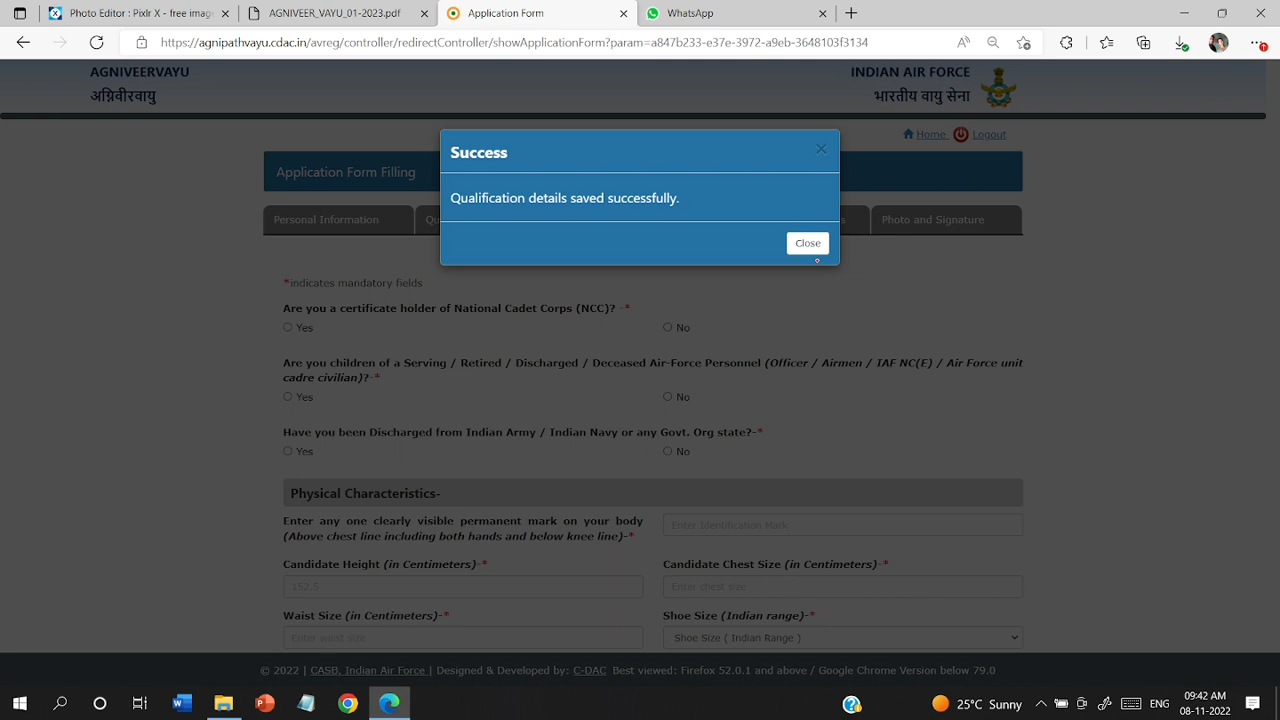 Photo Editor : Pixlr X - free imag
AGNIVEER_VAYU_01-2023.pdf
Application Form
WhatsApp
https://agnipathvayu.cdac.in/avreg/controller/redirectController/showApplicationForm?param=a847b233-e37e-3972-a9eb-3648103f3134
AGNIVEERVAYU
अग्निवीरवायु
INDIAN AIR FORCE
भारतीय वायु सेना
Home Logout
Application Form Filling
Success
Qualification details saved successfully.
Close
Personal Information
Qu
s
Photo and Signature
*indicates mandatory fields
Are you a certificate holder of National Cadet Corps (NCC)? -*
Yes No
Are you children of a Serving / Retired / Discharged / Deceased Air-Force Personnel (Officer / Airmen / IAF NC(E) / Air Force unit
cadre civilian)?-*
Yes No
Have you been Discharged from Indian Army / Indian Navy or any Govt. Org state?-*
Yes No
Physical Characteristics-
Enter any one clearly visible permanent mark on your body
(Above chest line including both hands and below knee line)-*
Enter Identification Mark
Candidate Height (in Centimeters)-* Candidate Chest Size (in Centimeters)-*
152.5 Enter chest size
Waist Size (in Centimeters)-* Shoe Size (Indian range)-*
Enter waist size Shoe Size ( Indian Range )
© 2022 | CASB, Indian Air Force | Designed & Developed by: C-DAC Best viewed: Firefox 52.0.1 and above / Google Chrome Version below 79.0
25°C Sunny
ENG
09:42 AM
08-11-2022